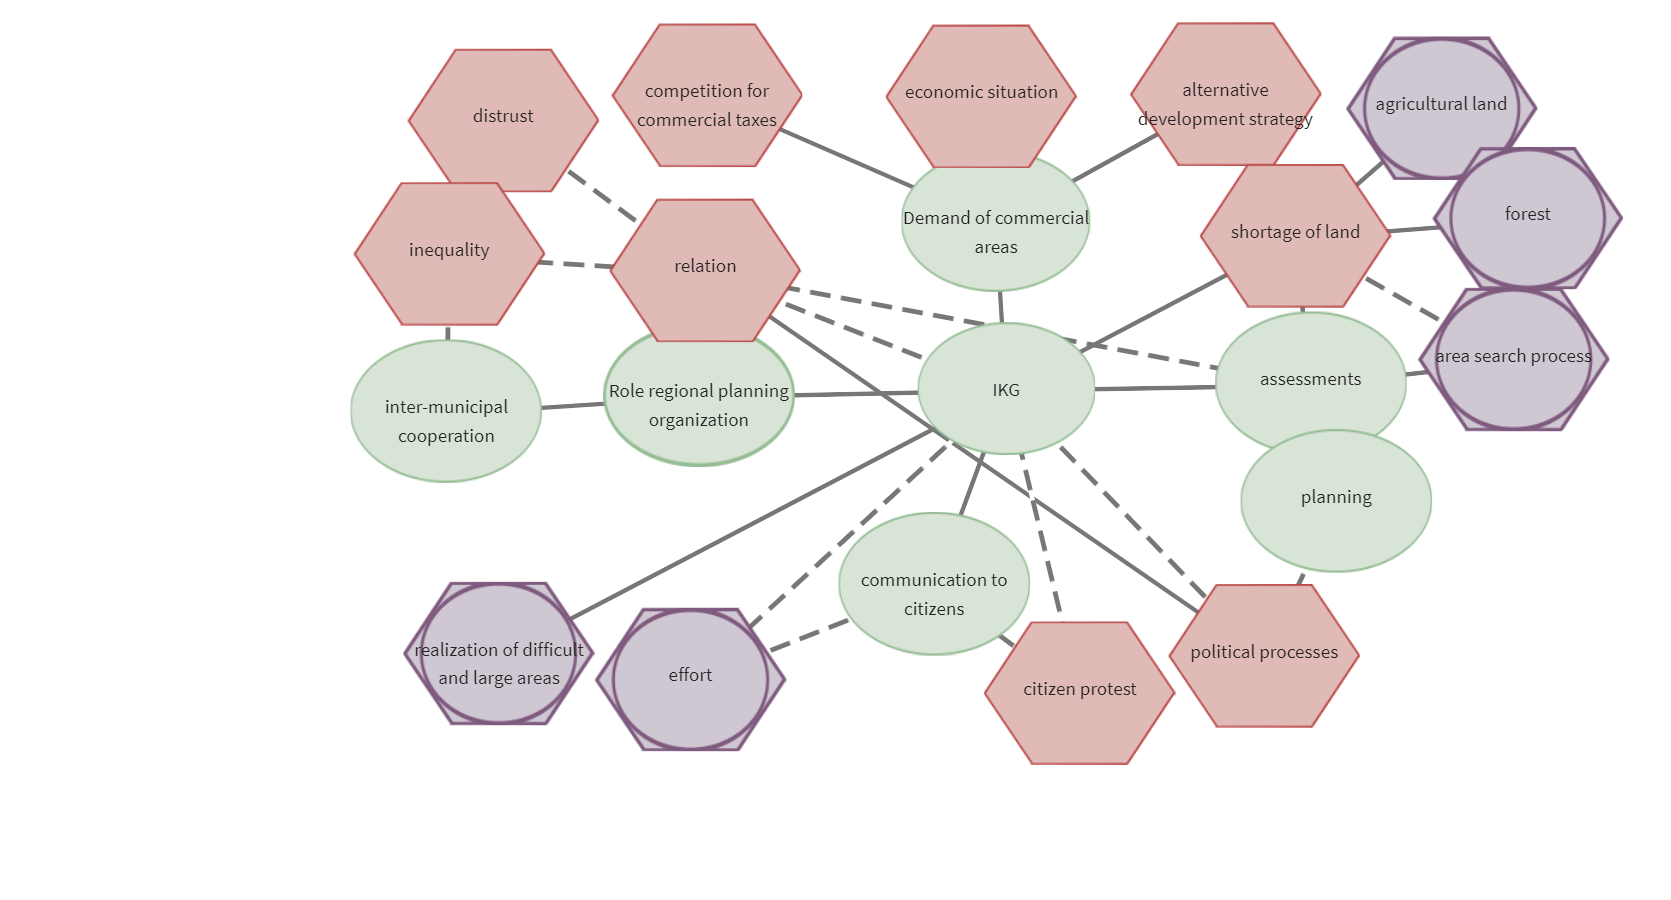 distrust
competition for
commercial taxes
economic situation
alternative
development strategy
agricultural land
inequality
relation
Demand of commercial
areas
shortage of land
forest
inter-municipal
cooperation
Role regional planning
organization
IKG
assessments
area search process
planning
realization of difficult
and large areas
effort
communication to
citizens
citizen protest
political processes